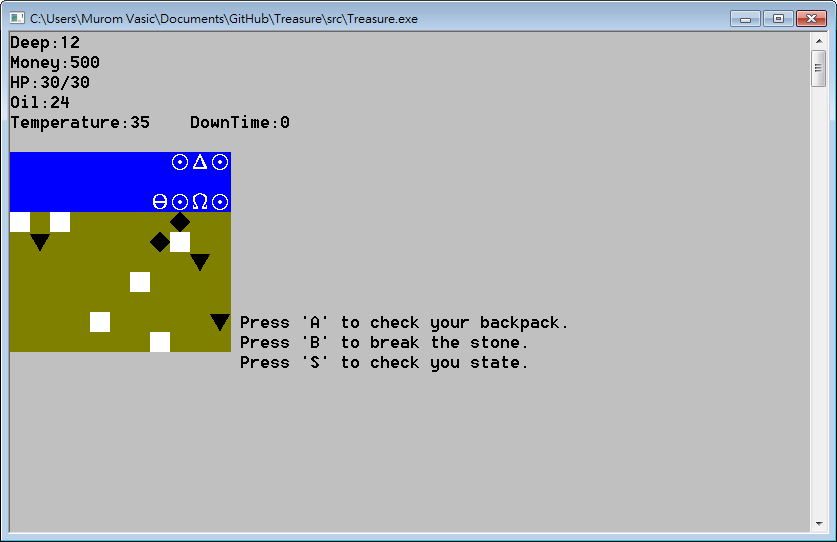 C:\Users\Murom Vasic\Documents\GitHub\Treasure\src\Treasure.exe
Deep:12
Money:500
HP:30/30
Oil:24
Temperature:35    DownTime:0
⊙Δ⊙
Θ⊙Ω⊙
Press 'A' to check your backpack.
Press 'B' to break the stone.
Press 'S' to check you state.